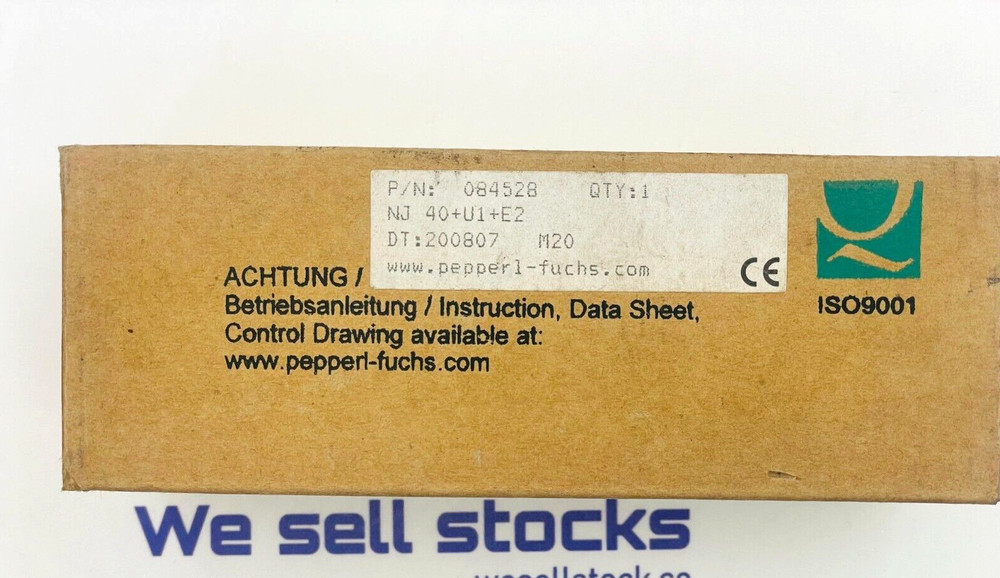 P/N: 084528 QTY:1
NJ 40+U1+E2
DT:200807 M20
www.pepperl-fuchs.com
CE
ACHTUNG /
Betriebsanleitung / Instruction, Data Sheet,
Control Drawing available at:
www.pepperl-fuchs.com
ISO9001
We sell stocks